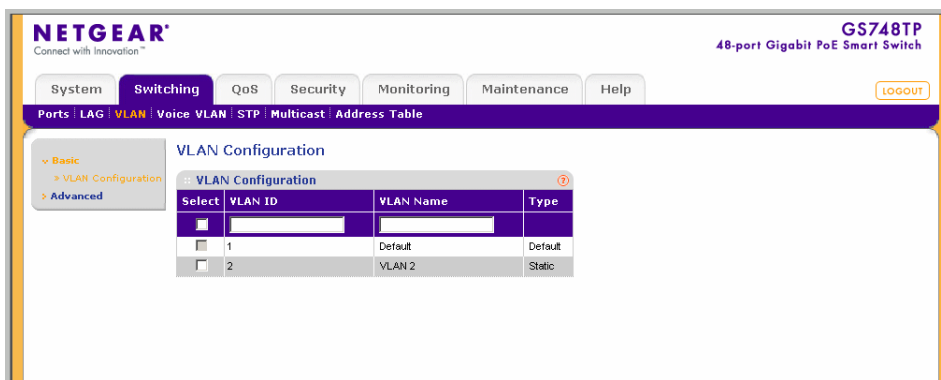 NETGEAR®
Connect with Innovation™
GS748TP
48-port Gigabit PoE Smart Switch
System Switching QoS Security Monitoring Maintenance Help LOGOUT
Ports LAG VLAN Voice VLAN STP Multicast Address Table
Basic
» VLAN Configuration
Advanced
VLAN Configuration
VLAN Configuration ?
Select VLAN ID VLAN Name Type
1 Default Default
2 VLAN 2 Static